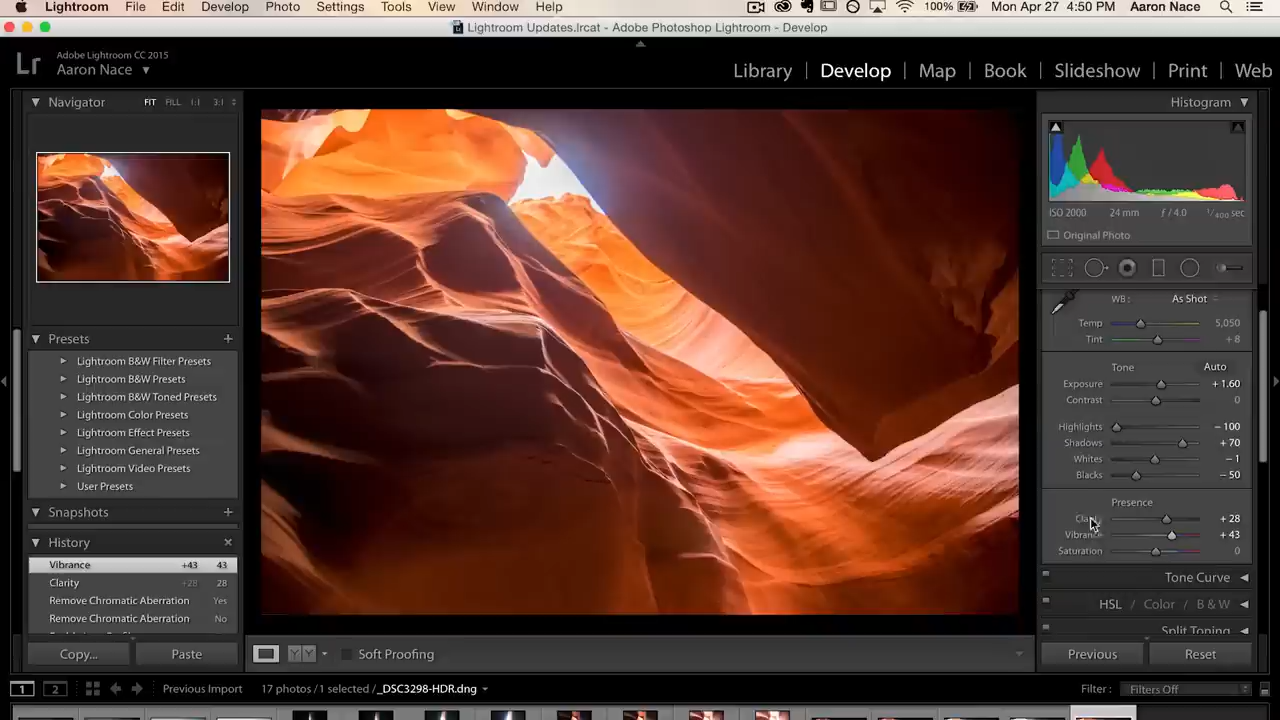 Lightroom File Edit Develop Photo Settings Tools View Window Help 100% Mon Apr 27 4:50 PM Aaron Nace
Lightroom Updates.lrcat - Adobe Photoshop Lightroom - Develop
Lr Adobe Lightroom CC 2015
Aaron Nace
Library Develop Map Book Slideshow Print Web
Navigator FIT FILL 1:1 3:1
Histogram
ISO 2000 24 mm f / 4.0 1/400 sec
Original Photo
WB: As Shot
Temp 5,050
Tint + 8
Tone Auto
Exposure + 1.60
Contrast 0
Highlights - 100
Shadows + 70
Whites - 1
Blacks - 50
Presence
+ 28
Vibrance + 43
Saturation 0
Tone Curve
HSL / Color / B & W
Split Toning
Previous Reset
Presets +
Lightroom B&W Filter Presets
Lightroom B&W Presets
Lightroom B&W Toned Presets
Lightroom Color Presets
Lightroom Effect Presets
Lightroom General Presets
Lightroom Video Presets
User Presets
Snapshots +
History ×
Vibrance +43 43
Clarity +28 28
Remove Chromatic Aberration Yes
Remove Chromatic Aberration No
Copy... Paste
YY Soft Proofing
1 2 Previous Import 17 photos / 1 selected / _DSC3298-HDR.dng Filter : Filters Off